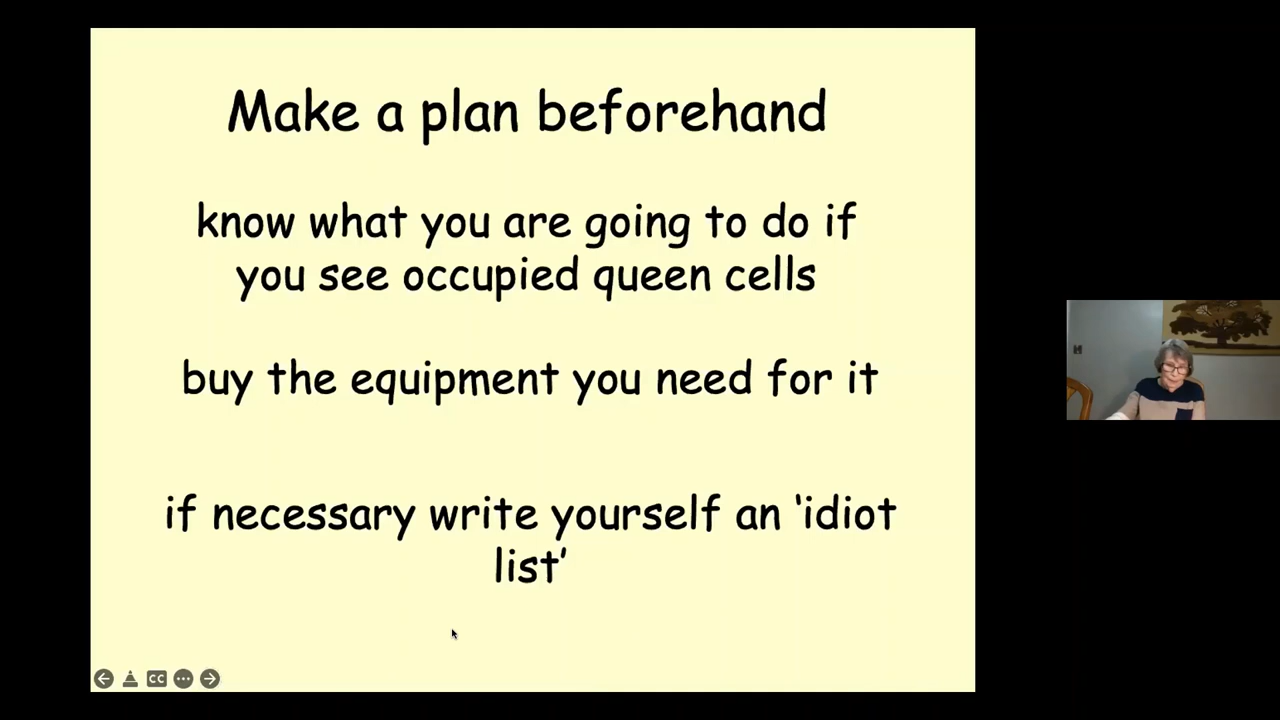 Make a plan beforehand
know what you are going to do if
you see occupied queen cells
buy the equipment you need for it
if necessary write yourself an ‘idiot
list’
CC